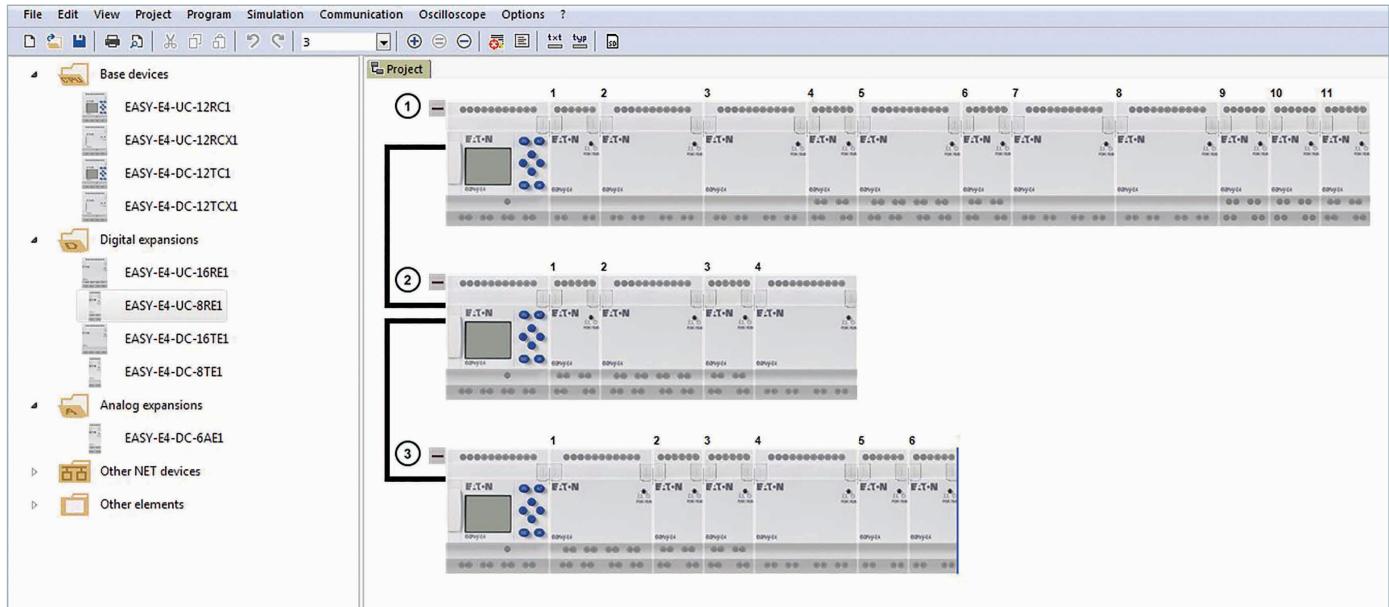 File Edit View Project Program Simulation Communication Oscilloscope Options ?
3
txt typ
Base devices
EASY-E4-UC-12RC1
EASY-E4-UC-12RCX1
EASY-E4-DC-12TC1
EASY-E4-DC-12TCX1
Digital expansions
EASY-E4-UC-16RE1
EASY-E4-UC-8RE1
EASY-E4-DC-16TE1
EASY-E4-DC-8TE1
Analog expansions
EASY-E4-DC-6AE1
Other NET devices
Other elements
Project
1 2 3 4 5 6 7 8 9 10 11
1
E.T.N E.T.N E.T.N E.T.N E.T.N E.T.N E.T.N E.T.N E.T.N E.T.N E.T.N E.T.N
1 2 3 4
2
E.T.N E.T.N E.T.N E.T.N E.T.N
1 2 3 4 5 6
3
E.T.N E.T.N E.T.N E.T.N E.T.N E.T.N E.T.N